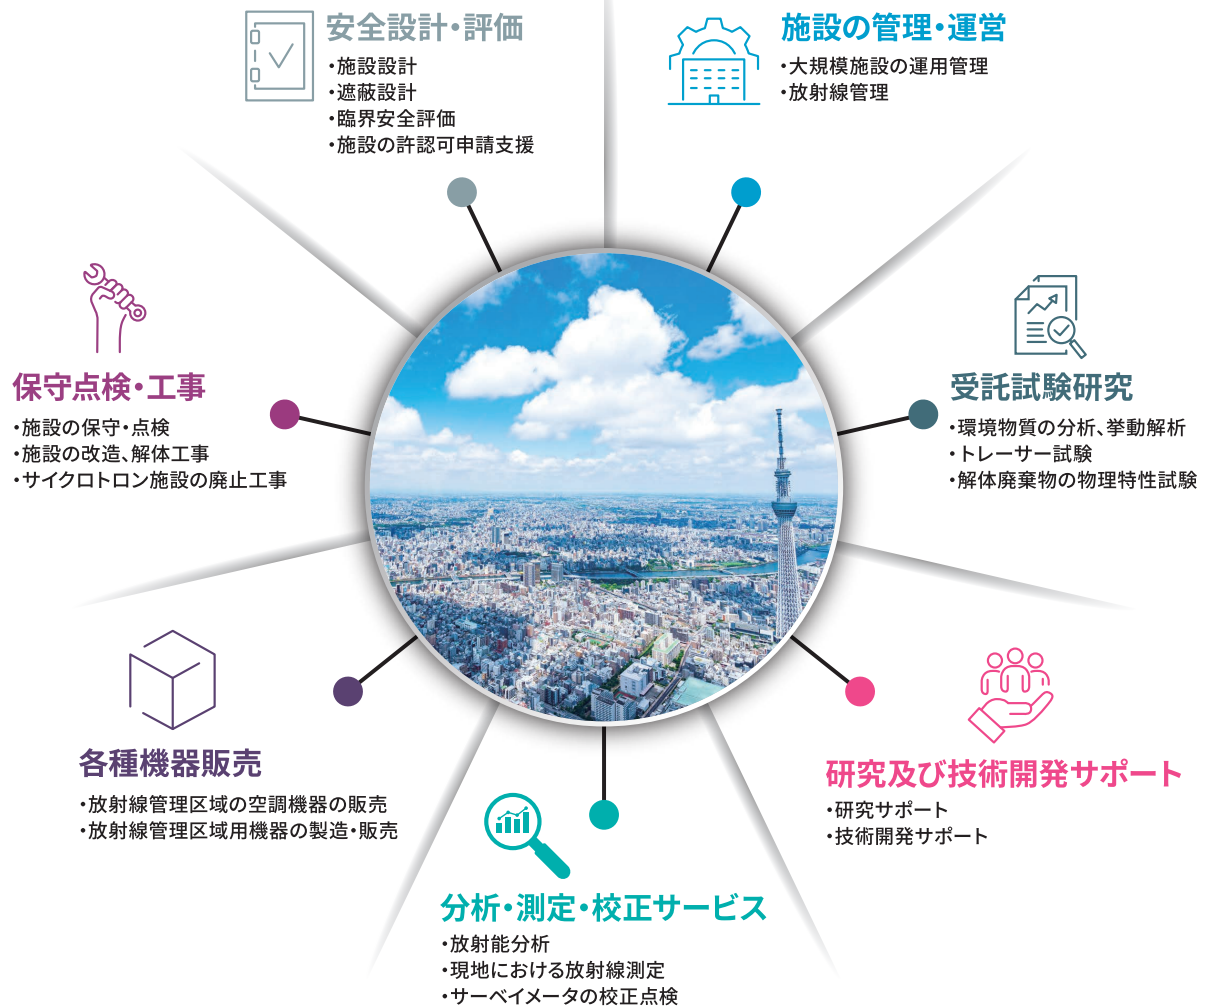 安全設計・評価
・施設設計
・遮蔽設計
・臨界安全評価
・施設の許認可申請支援
施設の管理・運営
・大規模施設の運用管理
・放射線管理
受託試験研究
・環境物質の分析、挙動解析
・トレーサー試験
・解体廃棄物の物理特性試験
研究及び技術開発サポート
・研究サポート
・技術開発サポート
分析・測定・校正サービス
・放射能分析
・現地における放射線測定
・サーベイメータの校正点検
各種機器販売
・放射線管理区域の空調機器の販売
・放射線管理区域用機器の製造・販売
保守点検・工事
・施設の保守・点検
・施設の改造、解体工事
・サイクロトロン施設の廃止工事